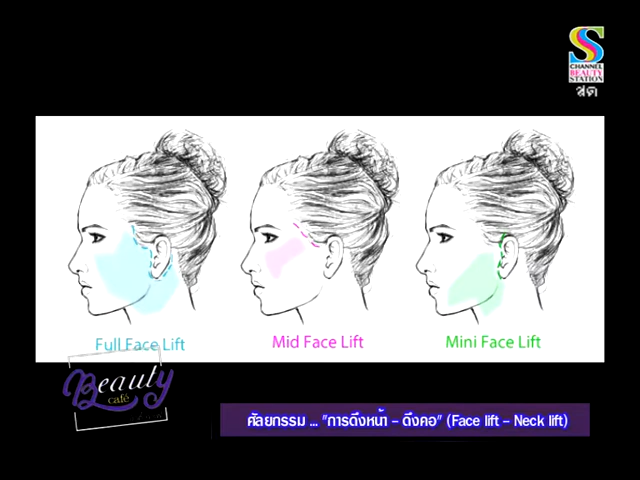 S
CHANNEL
BEAUTY
STATION
สด
Full Face Lift
Mid Face Lift
Mini Face Lift
Beauty
café
ศัลยกรรม ... "การดึงหน้า – ดึงคอ" (Face lift – Neck lift)